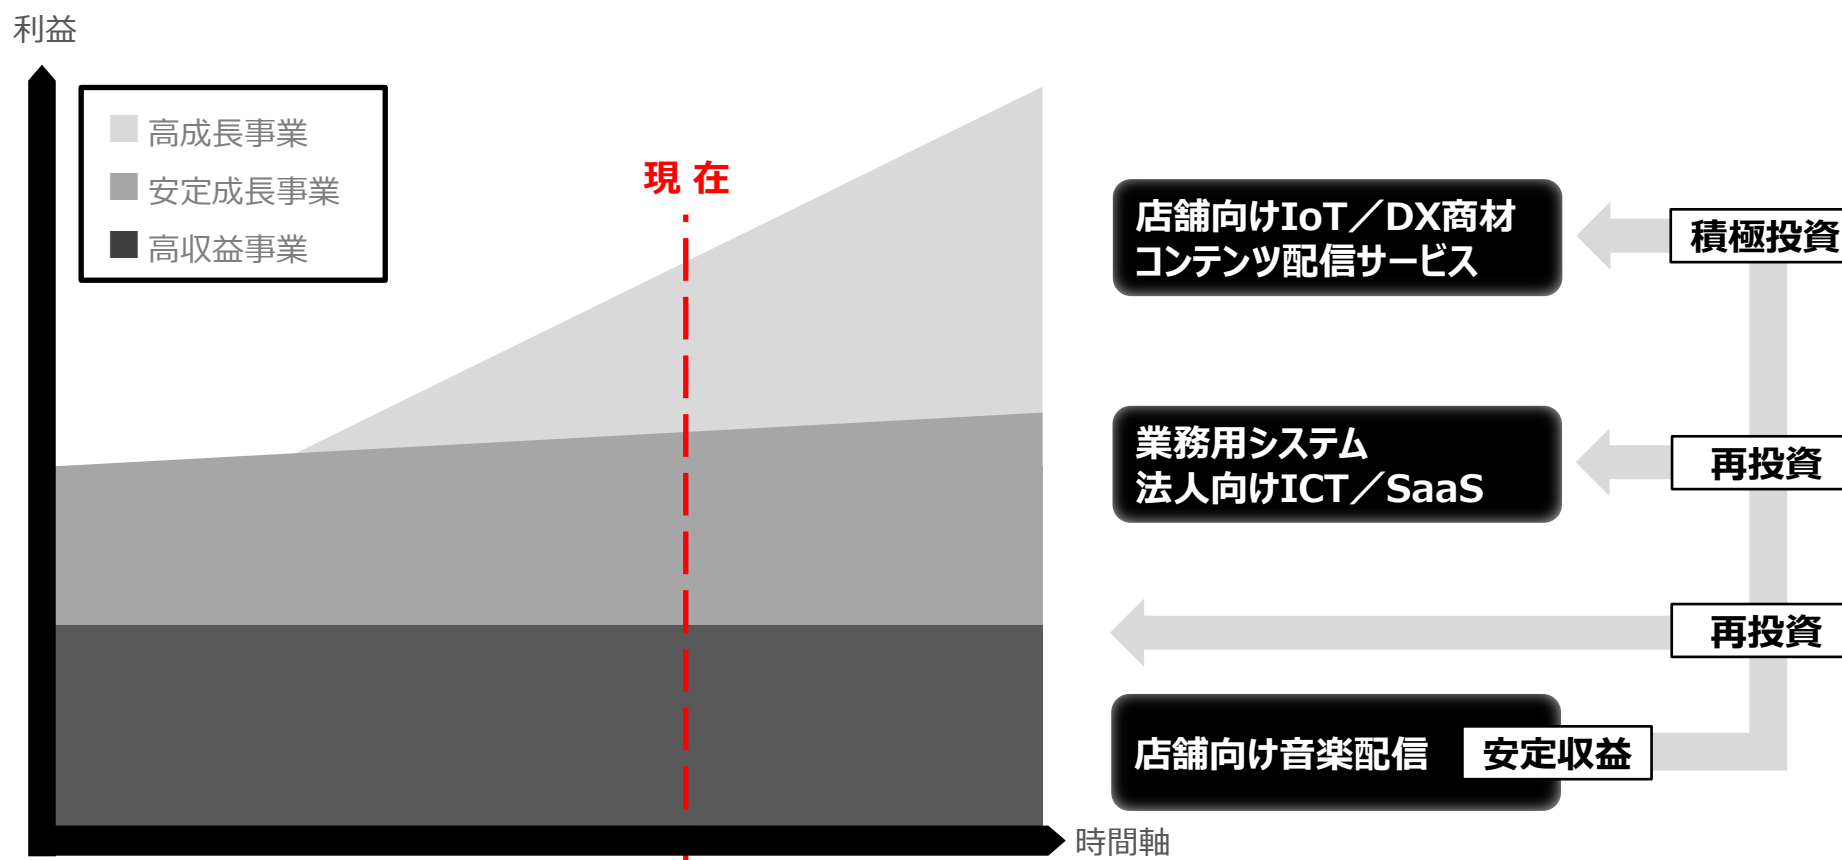 利益
高成長事業
安定成長事業
高収益事業
現 在
店舗向けIoT／DX商材
コンテンツ配信サービス
積極投資
業務用システム
法人向けICT／SaaS
再投資
再投資
店舗向け音楽配信
安定収益
時間軸